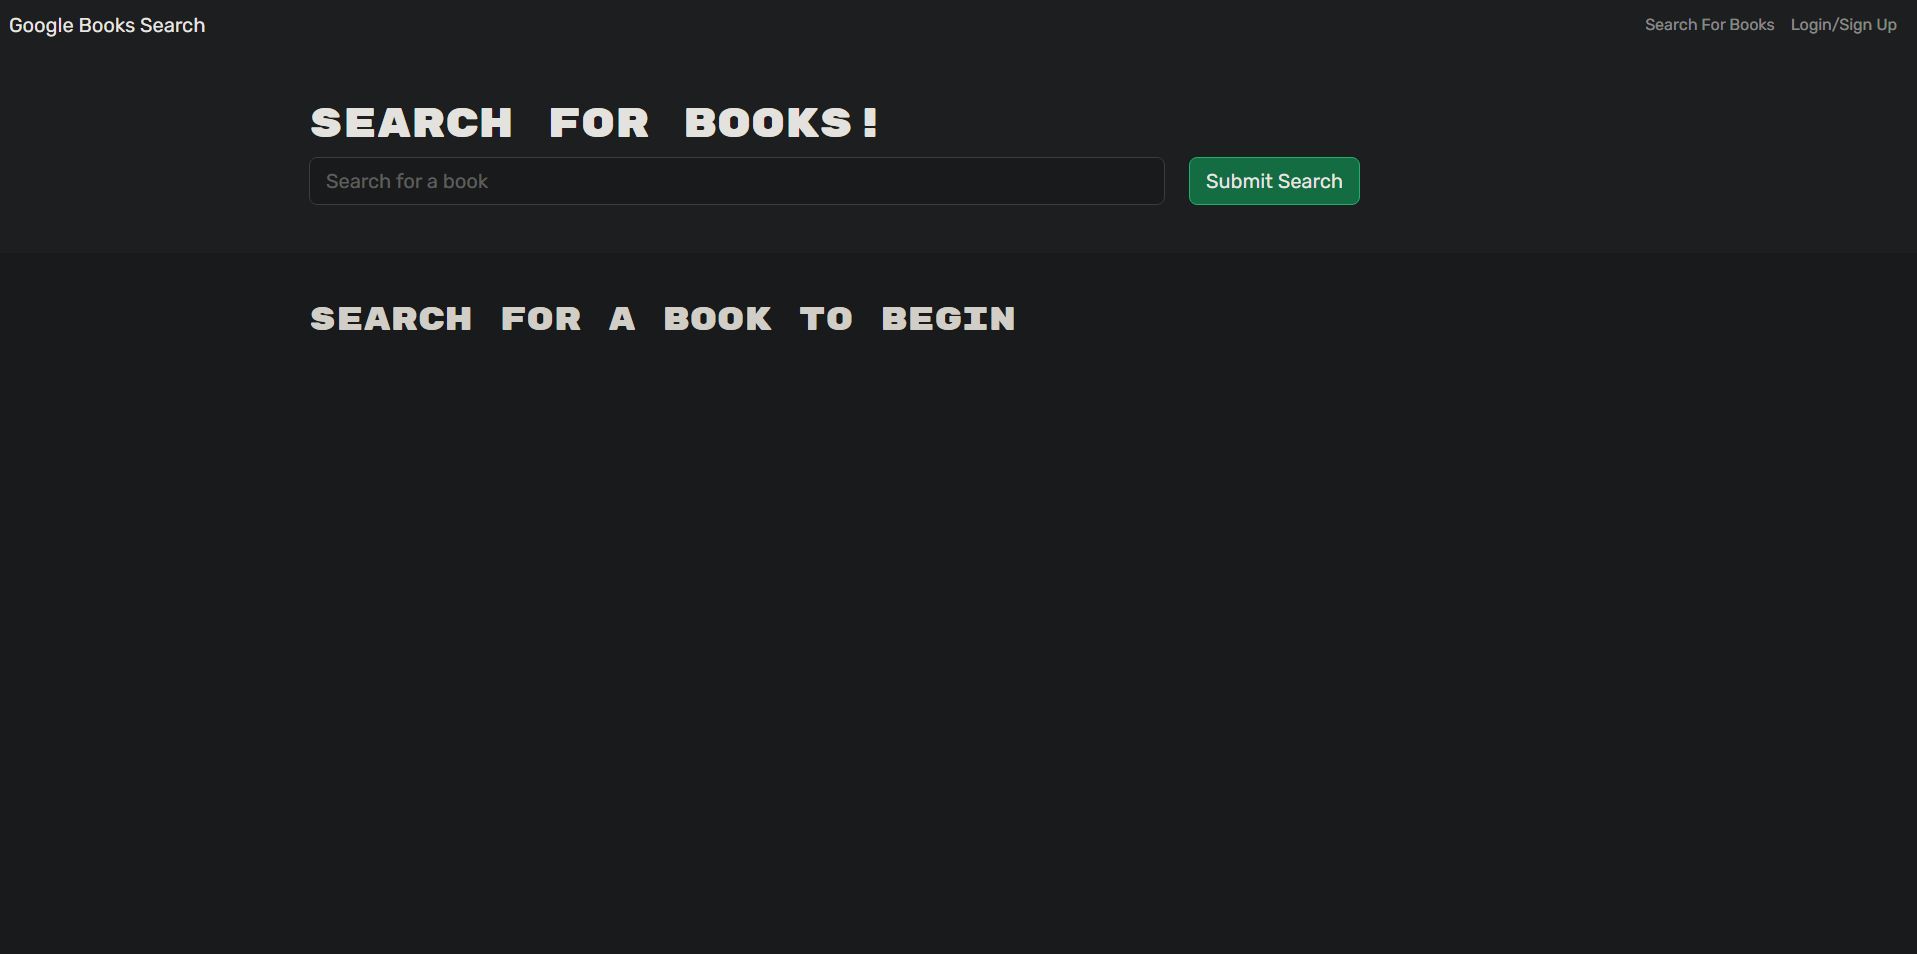 Google Books Search
Search For Books
Login/Sign Up
SEARCH FOR BOOKS!
Search for a book
Submit Search
SEARCH FOR A BOOK TO BEGIN